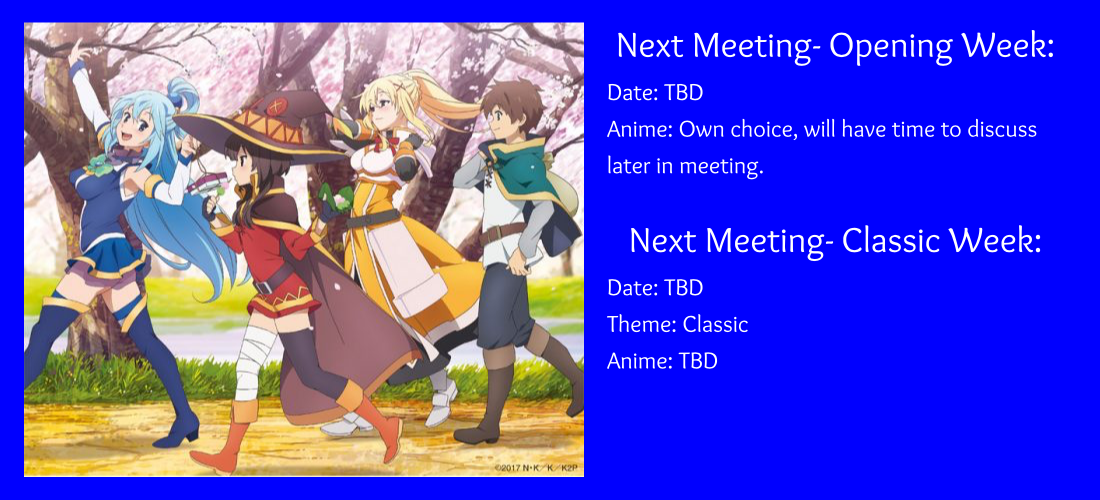 Next Meeting- Opening Week:
Date: TBD
Anime: Own choice, will have time to discuss
later in meeting.
Next Meeting- Classic Week:
Date: TBD
Theme: Classic
Anime: TBD
©2017 N・K/K/K2P